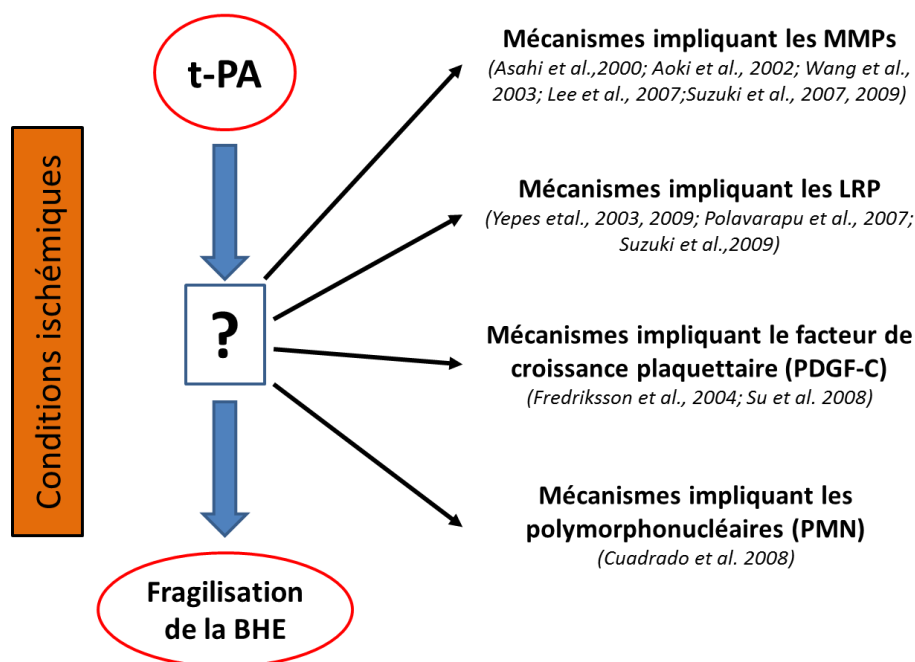 t-PA
Conditions ischémiques
?
Fragilisation
de la BHE
Mécanismes impliquant les MMPs
(Asahi et al.,2000; Aoki et al., 2002; Wang et al.,
2003; Lee et al., 2007;Suzuki et al., 2007, 2009)
Mécanismes impliquant les LRP
(Yepes etal., 2003, 2009; Polavarapu et al., 2007;
Suzuki et al.,2009)
Mécanismes impliquant le facteur de
croissance plaquettaire (PDGF-C)
(Fredriksson et al., 2004; Su et al. 2008)
Mécanismes impliquant les
polymorphonucléaires (PMN)
(Cuadrado et al. 2008)